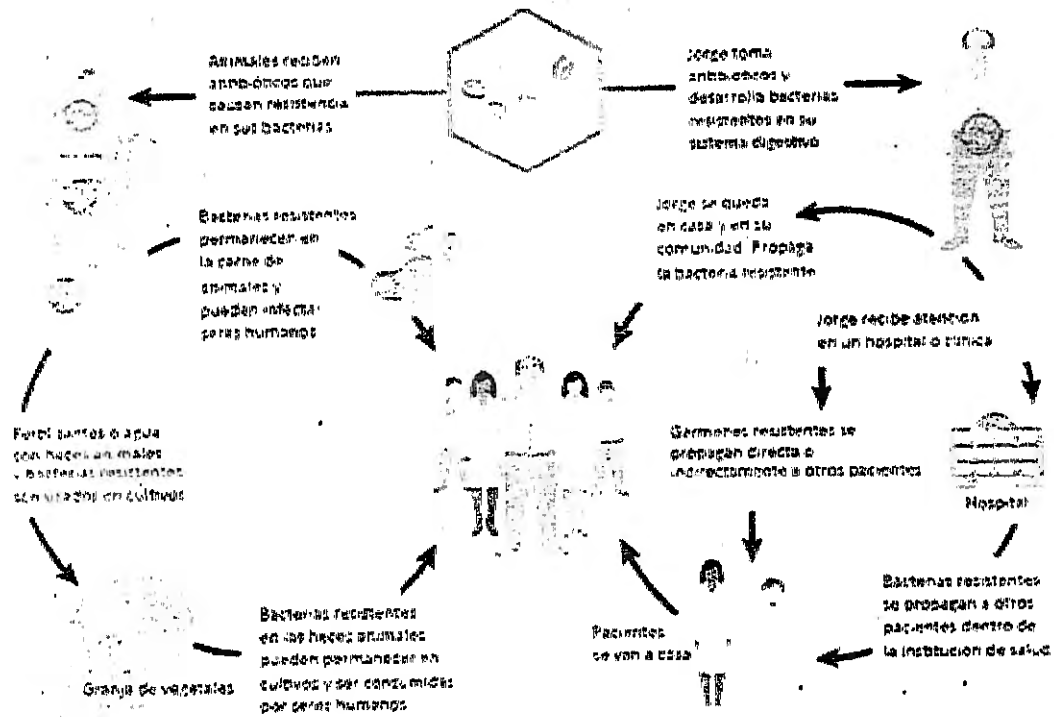 Animales reciben
antibióticos que
causan resistencia
en sus bacterias
Jorge toma
antibióticos y
desarrolla bacterias
resistentes en su
sistema digestivo
Bacterias resistentes
permanecen en
la carne de
animales y
pueden infectar
seres humanos
Jorge se queda
en casa y en su
comunidad. Propaga
la bacteria resistente
Jorge recibe atención
en un hospital o clínica
Fertilizantes o agua
con heces animales
y bacterias resistentes
son usados en cultivos
Gérmenes resistentes se
propagan directa o
indirectamente a otros pacientes
Hospital
Granja de vegetales
Bacterias resistentes
en las heces animales
pueden permanecer en
cultivos y ser consumidas
por seres humanos
Pacientes
se van a casa
Bacterias resistentes
se propagan a otros
pacientes dentro de
la institución de salud